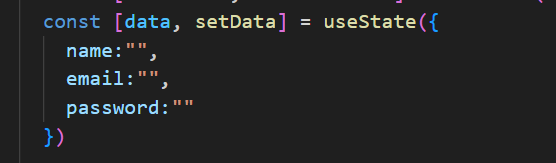 const [data, setData] = useState({
name:"",
email:"",
password:""
})